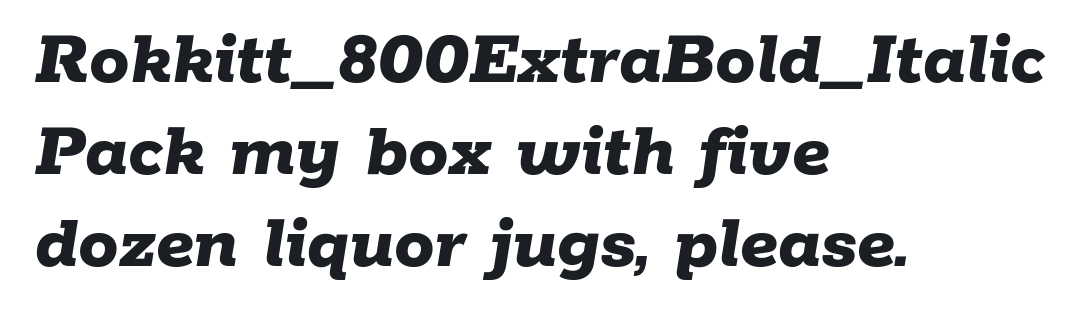 Rokkitt_800ExtraBold_Italic
Pack my box with five
dozen liquor jugs, please.